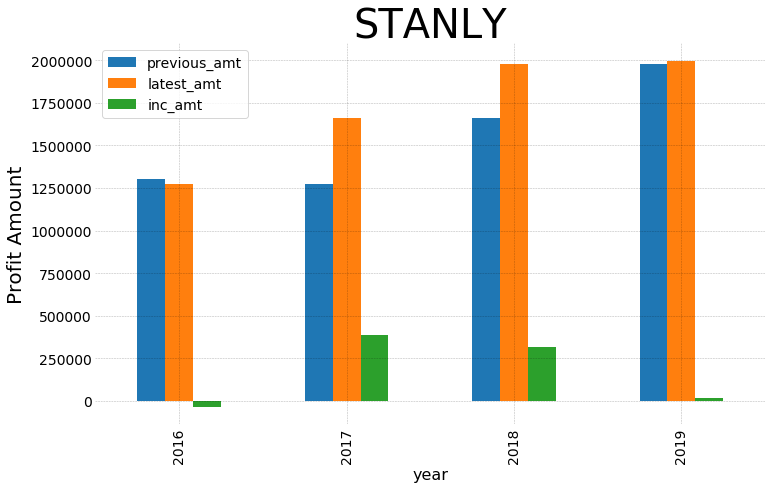 STANLY
previous_amt
latest_amt
inc_amt
Profit Amount
2000000
1750000
1500000
1250000
1000000
750000
500000
250000
0
2016
2017
2018
2019
year